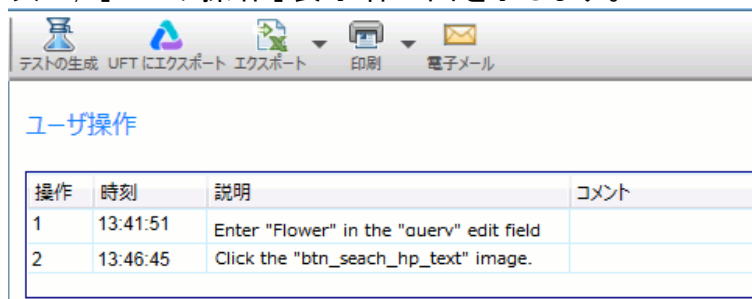 テストの生成 UFT にエクスポート エクスポート 印刷 電子メール
ユーザ操作
操作 時刻 説明 コメント
1 13:41:51 Enter "Flower" in the "query" edit field
2 13:46:45 Click the "btn_seach_hp_text" image.